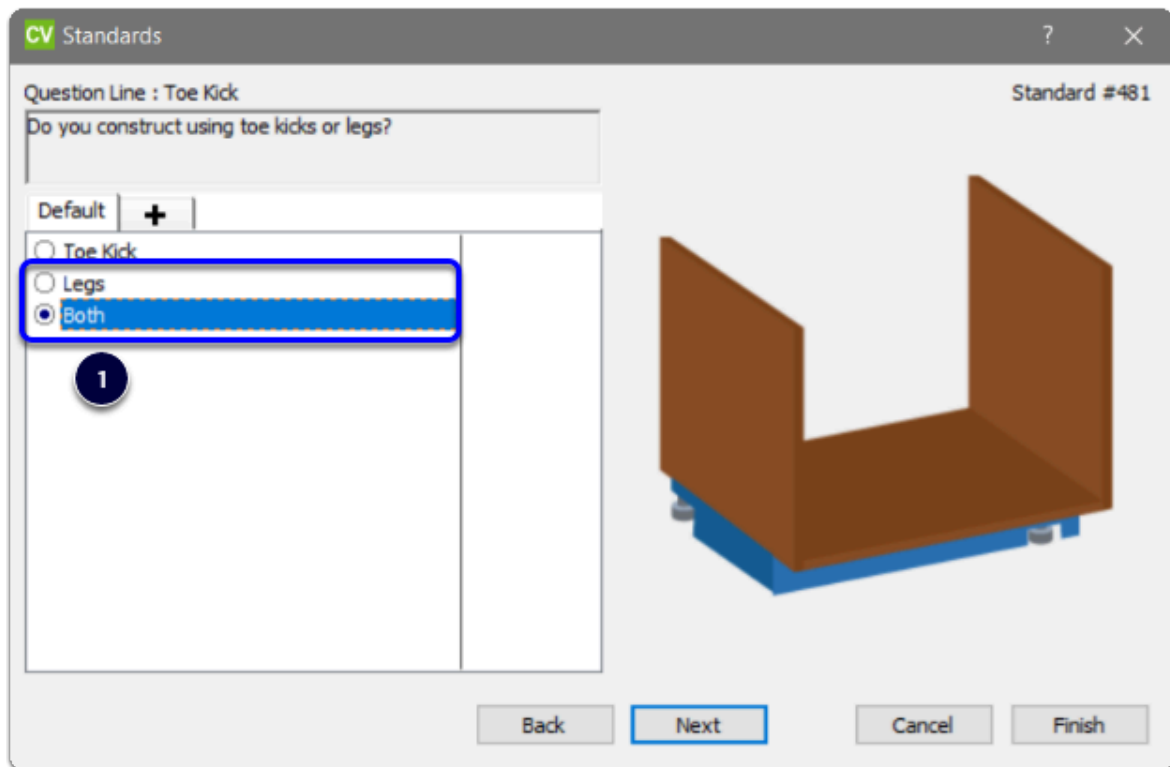 CV Standards ? ×
Question Line : Toe Kick
Standard #481
Do you construct using toe kicks or legs?
Default +
Toe Kick
Legs
Both
1
Back Next Cancel Finish